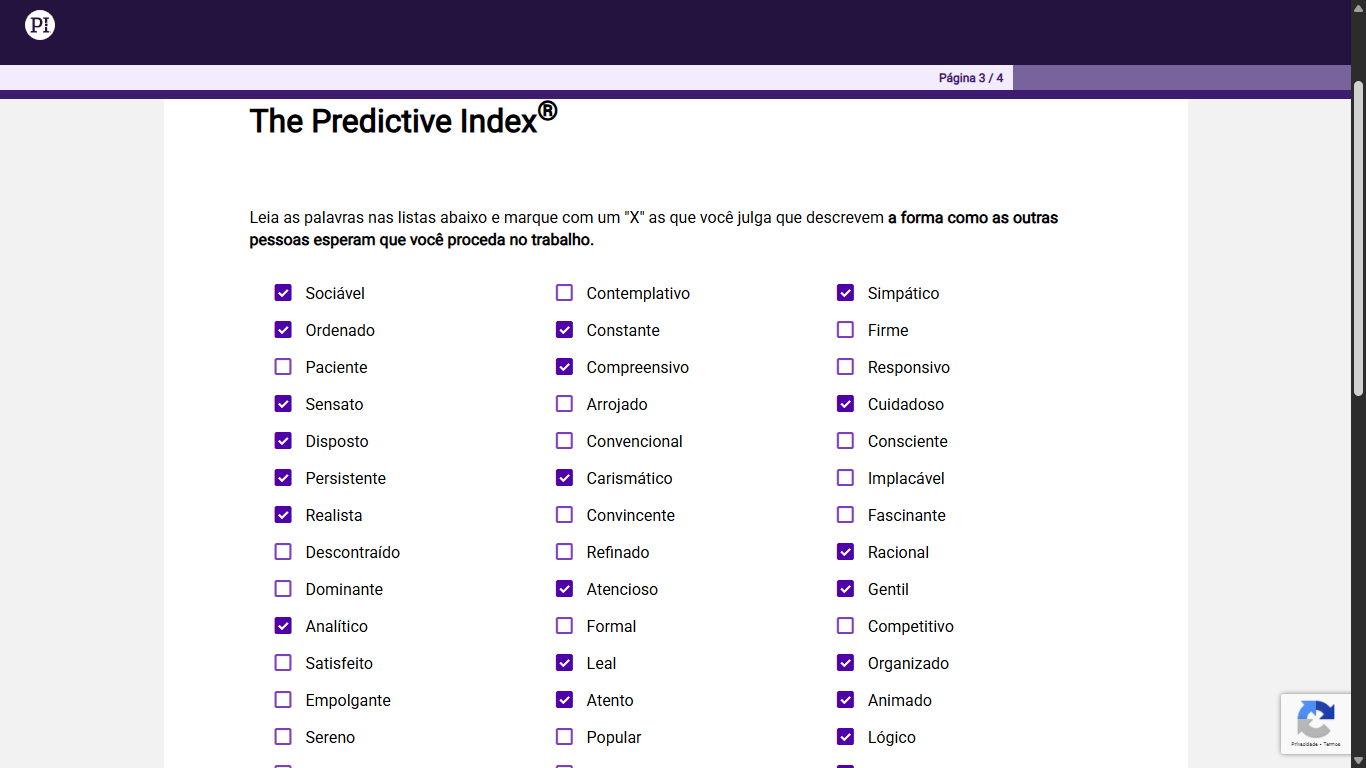 PI
Página 3 / 4
The Predictive Index®
Leia as palavras nas listas abaixo e marque com um "X" as que você julga que descrevem a forma como as outras
pessoas esperam que você proceda no trabalho.
Sociável Contemplativo Simpático
Ordenado Constante Firme
Paciente Compreensivo Responsivo
Sensato Arrojado Cuidadoso
Disposto Convencional Consciente
Persistente Carismático Implacável
Realista Convincente Fascinante
Descontraído Refinado Racional
Dominante Atencioso Gentil
Analítico Formal Competitivo
Satisfeito Leal Organizado
Empolgante Atento Animado
Sereno Popular Lógico
Privacidade - Termos